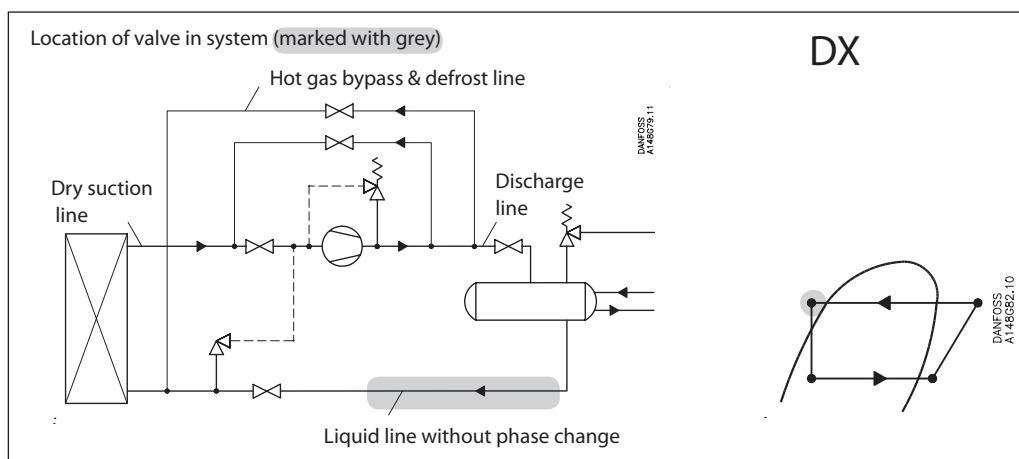 Location of valve in system (marked with grey)
DX
Hot gas bypass & defrost line
DANFOSS
A148G79.11
Dry suction
line
Discharge
line
DANFOSS
A148G82.10
Liquid line without phase change